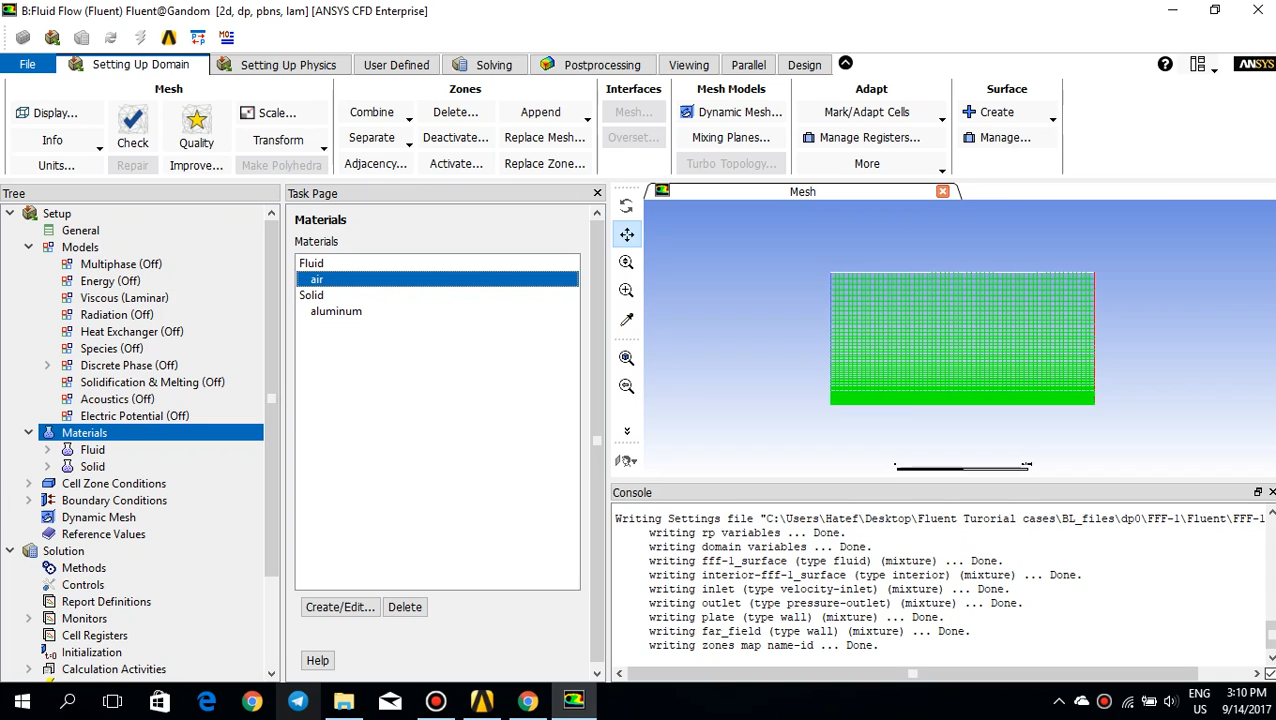 B:Fluid Flow (Fluent) Fluent@Gandom [2d, dp, pbns, lam] [ANSYS CFD Enterprise]
File
Setting Up Domain
Setting Up Physics
User Defined
Solving
Postprocessing
Viewing
Parallel
Design
ANSYS
Mesh
Zones
Interfaces
Mesh Models
Adapt
Surface
Display...
Info
Units...
Check
Repair
Quality
Improve...
Scale...
Transform
Make Polyhedra
Combine
Separate
Adjacency...
Delete...
Deactivate...
Activate...
Append
Replace Mesh...
Replace Zone...
Mesh...
Overset...
Dynamic Mesh...
Mixing Planes...
Turbo Topology...
Mark/Adapt Cells
Manage Registers...
More
Create
Manage...
Tree
Setup
General
Models
Multiphase (Off)
Energy (Off)
Viscous (Laminar)
Radiation (Off)
Heat Exchanger (Off)
Species (Off)
Discrete Phase (Off)
Solidification & Melting (Off)
Acoustics (Off)
Electric Potential (Off)
Materials
Fluid
Solid
Cell Zone Conditions
Boundary Conditions
Dynamic Mesh
Reference Values
Solution
Methods
Controls
Report Definitions
Monitors
Cell Registers
Initialization
Calculation Activities
Task Page
Materials
Materials
Fluid
air
Solid
aluminum
Create/Edit...
Delete
Help
Mesh
Console
Writing Settings file "C:\Users\Hatef\Desktop\Fluent Turorial cases\BL_files\dp0\FFF-1\Fluent\FFF-1
writing rp variables ... Done.
writing domain variables ... Done.
writing fff-1_surface (type fluid) (mixture) ... Done.
writing interior-fff-1_surface (type interior) (mixture) ... Done.
writing inlet (type velocity-inlet) (mixture) ... Done.
writing outlet (type pressure-outlet) (mixture) ... Done.
writing plate (type wall) (mixture) ... Done.
writing far_field (type wall) (mixture) ... Done.
writing zones map name-id ... Done.
ENG
3:10 PM
9/14/2017